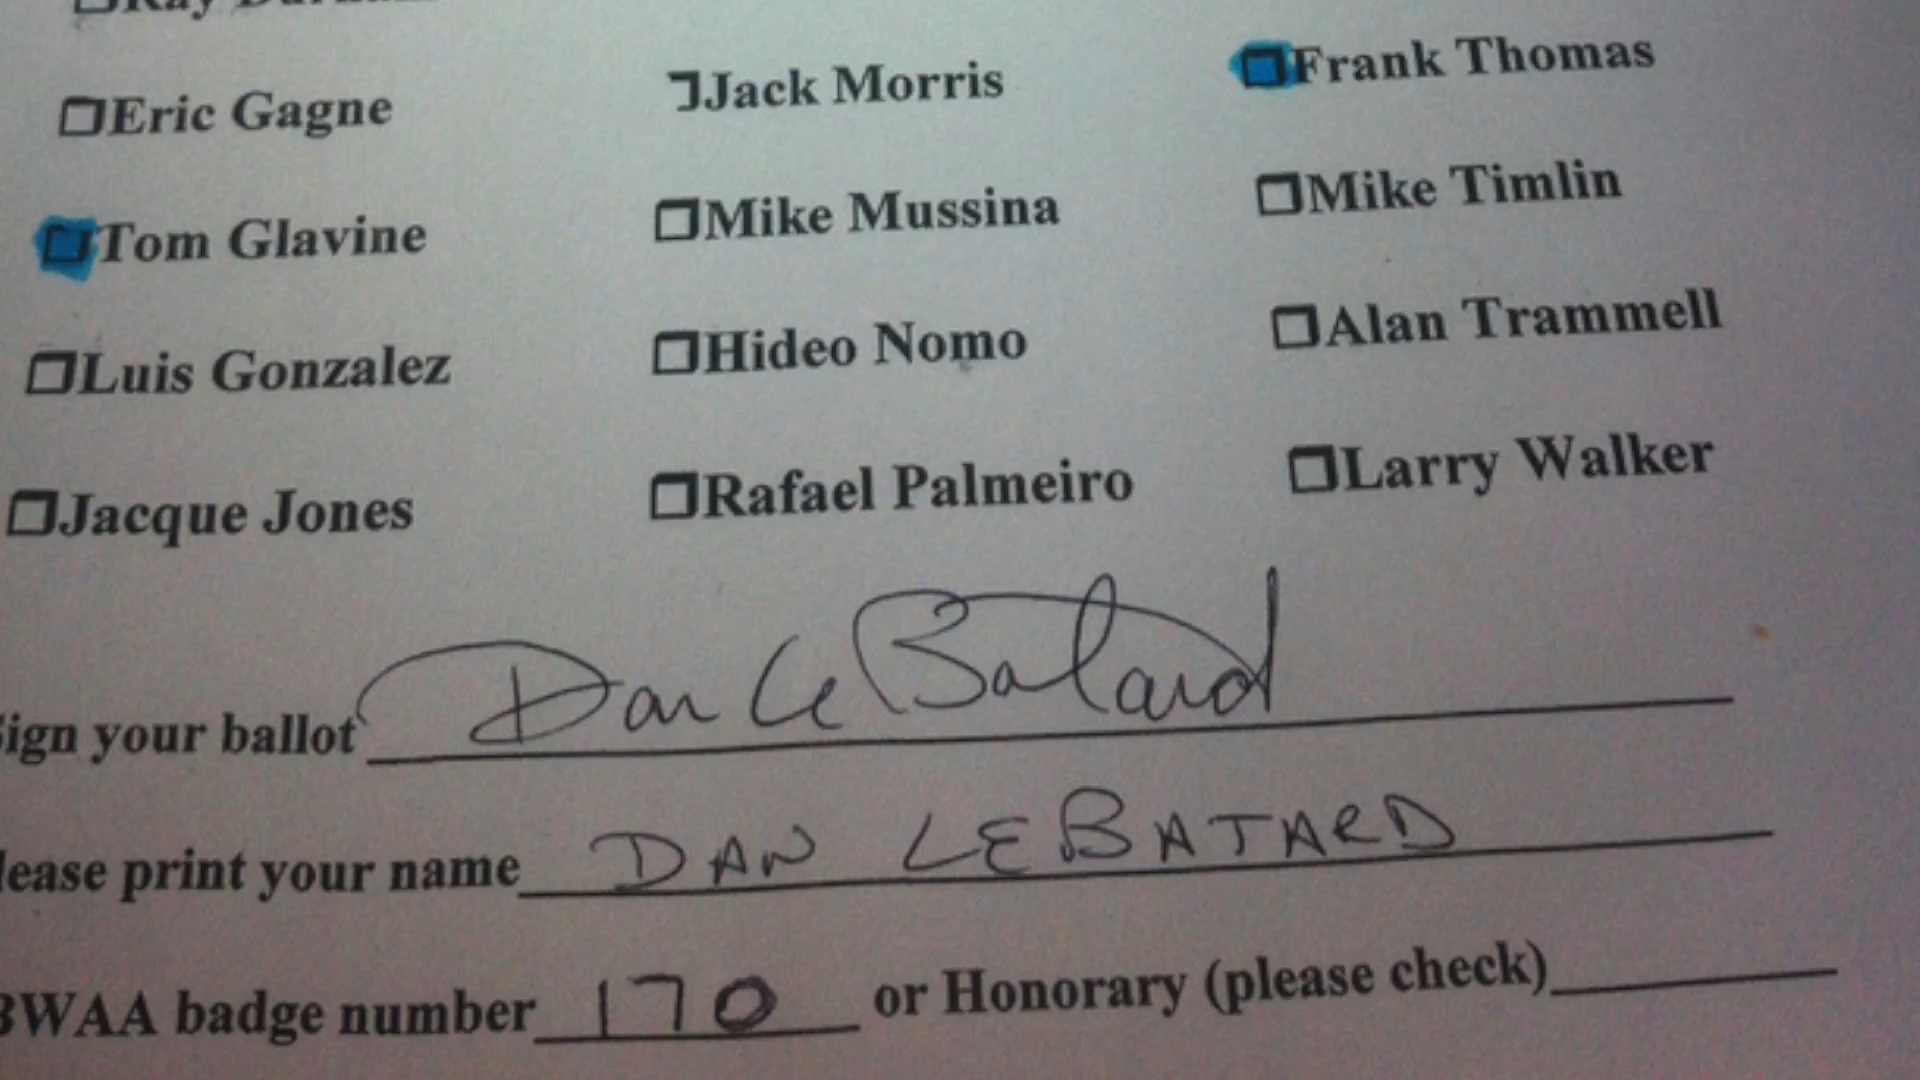 Eric Gagne Jack Morris Frank Thomas
Tom Glavine Mike Mussina Mike Timlin
Luis Gonzalez Hideo Nomo Alan Trammell
Jacque Jones Rafael Palmeiro Larry Walker
ign your ballot Dan Le Batard
lease print your name DAN LE BATARD
BWAA badge number 170 or Honorary (please check)